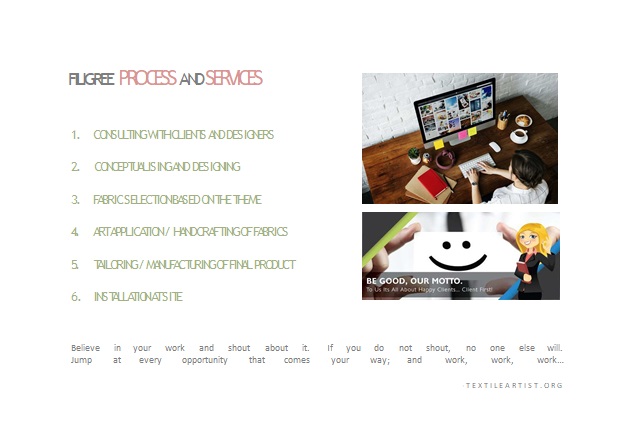 FILIGREE PROCESS AND SERVICES
1. CONSULTING WITH CLIENTS AND DESIGNERS
2. CONCEPTUALISING AND DESIGNING
3. FABRIC SELECTION BASED ON THE THEME
4. ART APPLICATION / HANDCRAFTING OF FABRICS
5. TAILORING / MANUFACTURING OF FINAL PRODUCT
6. INSTALLATION AT SITE
BE GOOD, OUR MOTTO.
To Us Its All About Happy Clients... Client First!
Believe in your work and shout about it. If you do not shout, no one else will.
Jump at every opportunity that comes your way; and work, work, work...
-TEXTILEARTIST.ORG